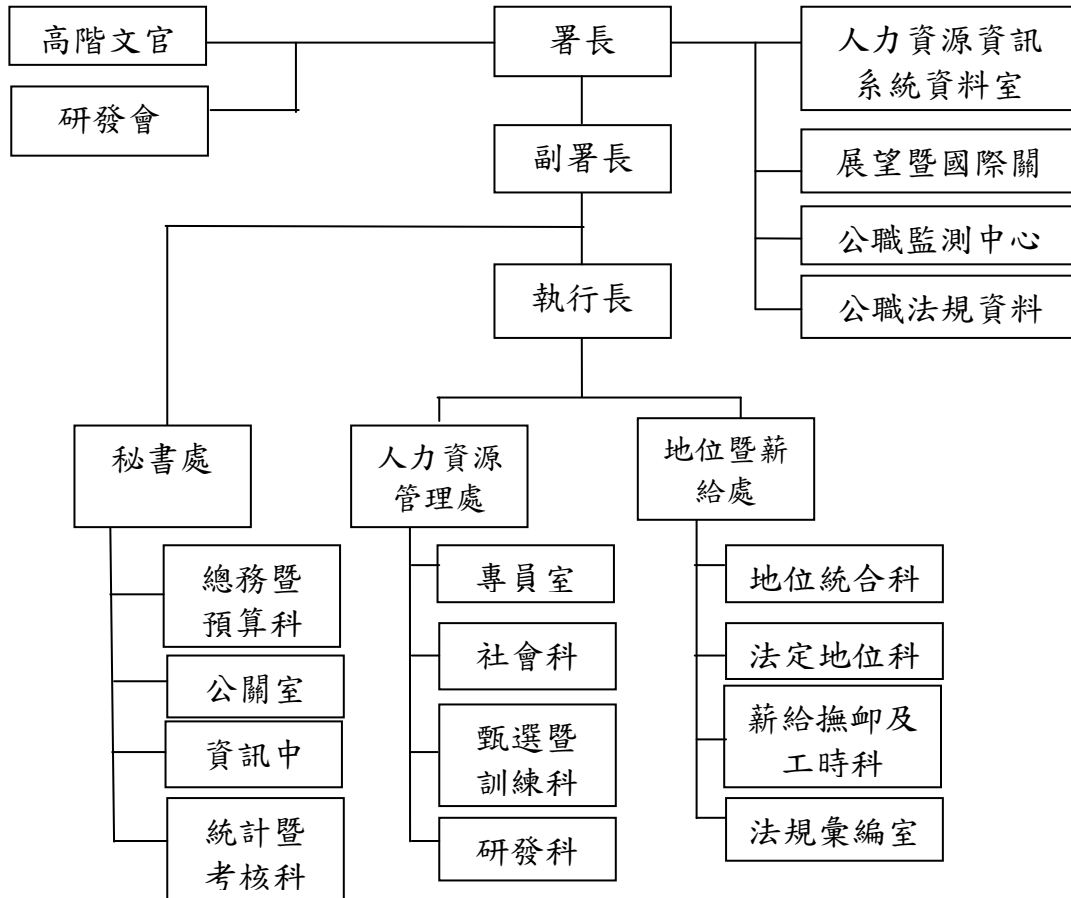 高階文官
研發會
署長
副署長
執行長
人力資源資訊
系統資料室
展望暨國際關
公職監測中心
公職法規資料
秘書處
總務暨
預算科
公關室
資訊中
統計暨
考核科
人力資源
管理處
專員室
社會科
甄選暨
訓練科
研發科
地位暨薪
給處
地位統合科
法定地位科
薪給撫卹及
工時科
法規彙編室